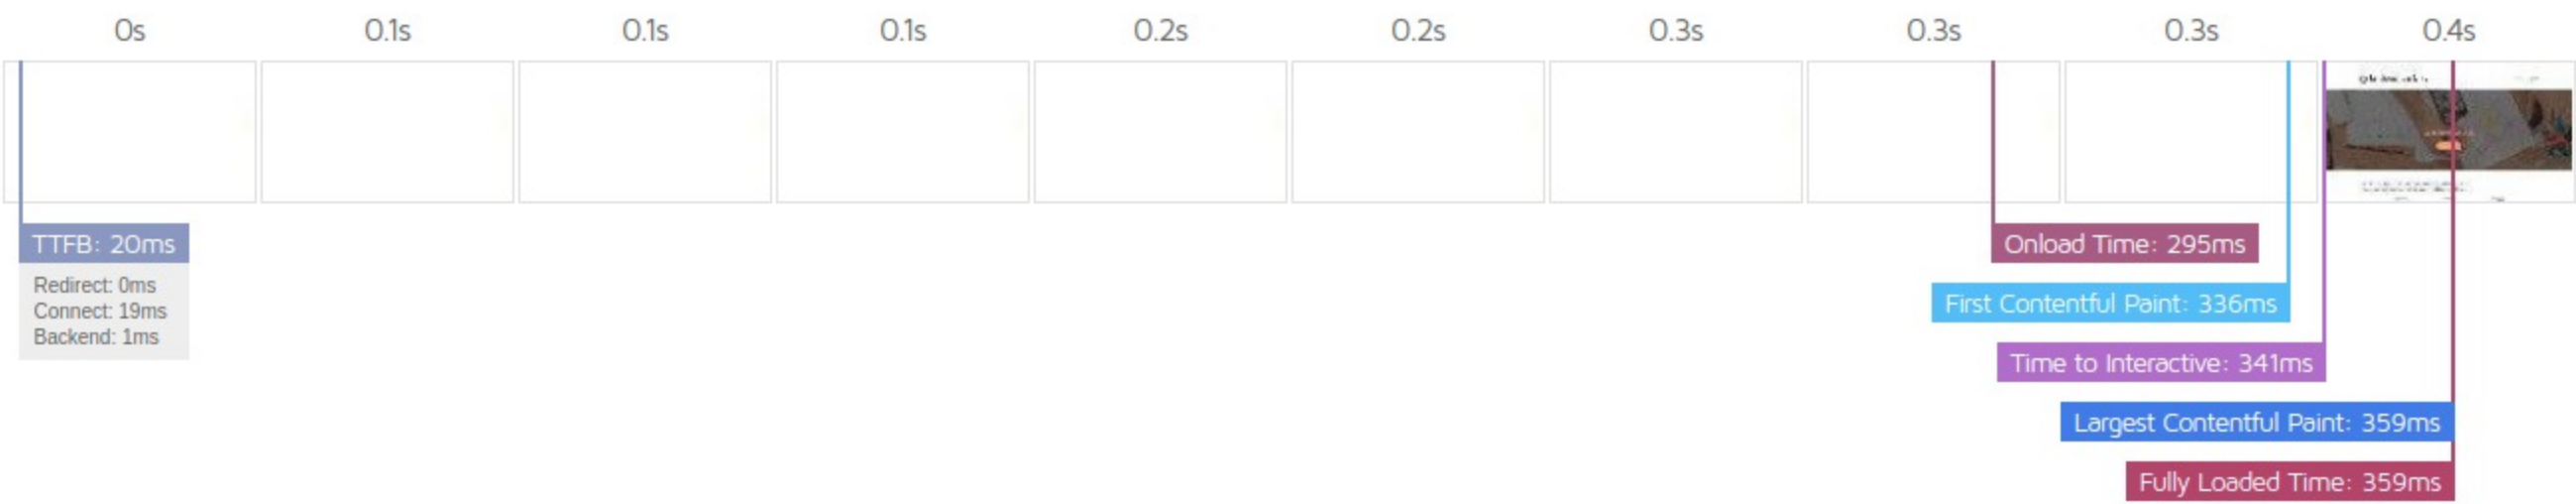 0s 0.1s 0.1s 0.1s 0.2s 0.2s 0.3s 0.3s 0.3s 0.4s
TTFB: 20ms
Redirect: 0ms
Connect: 19ms
Backend: 1ms
Onload Time: 295ms
First Contentful Paint: 336ms
Time to Interactive: 341ms
Largest Contentful Paint: 359ms
Fully Loaded Time: 359ms